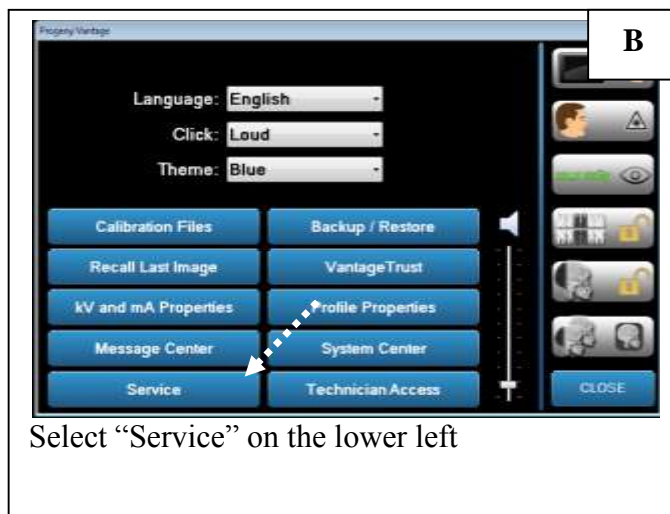 Progeny Vantage
B
Language: English
Click: Loud
Theme: Blue
Calibration Files
Backup / Restore
Recall Last Image
VantageTrust
kV and mA Properties
Profile Properties
Message Center
System Center
Service
Technician Access
CLOSE
Select “Service” on the lower left